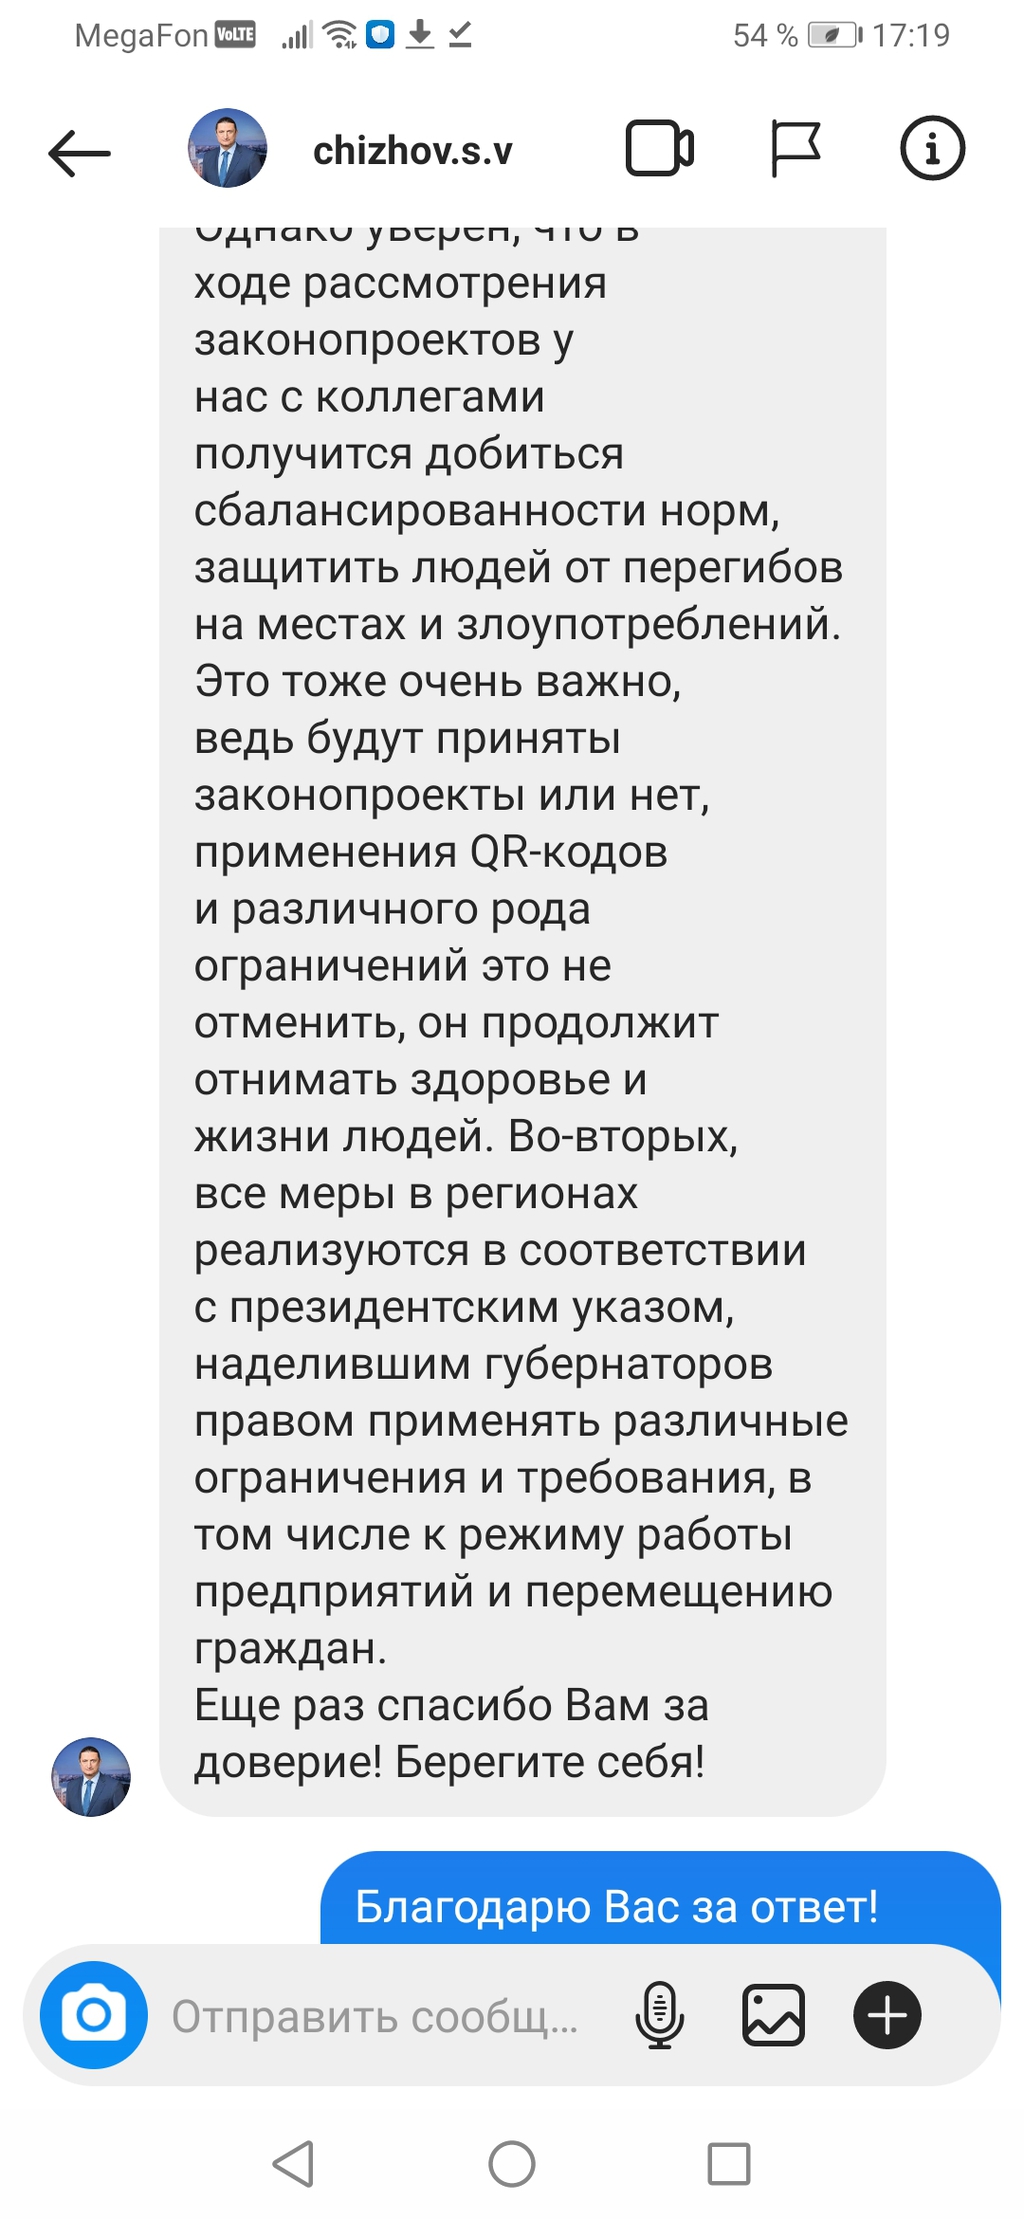 MegaFon VoLTE 54 % 17:19
chizhov.s.v
Однако уверен, что в
ходе рассмотрения
законопроектов у
нас с коллегами
получится добиться
сбалансированности норм,
защитить людей от перегибов
на местах и злоупотреблений.
Это тоже очень важно,
ведь будут приняты
законопроекты или нет,
применения QR-кодов
и различного рода
ограничений это не
отменить, он продолжит
отнимать здоровье и
жизни людей. Во-вторых,
все меры в регионах
реализуются в соответствии
с президентским указом,
наделившим губернаторов
правом применять различные
ограничения и требования, в
том числе к режиму работы
предприятий и перемещению
граждан.
Еще раз спасибо Вам за
доверие! Берегите себя!
Благодарю Вас за ответ!
Отправить сообщ...